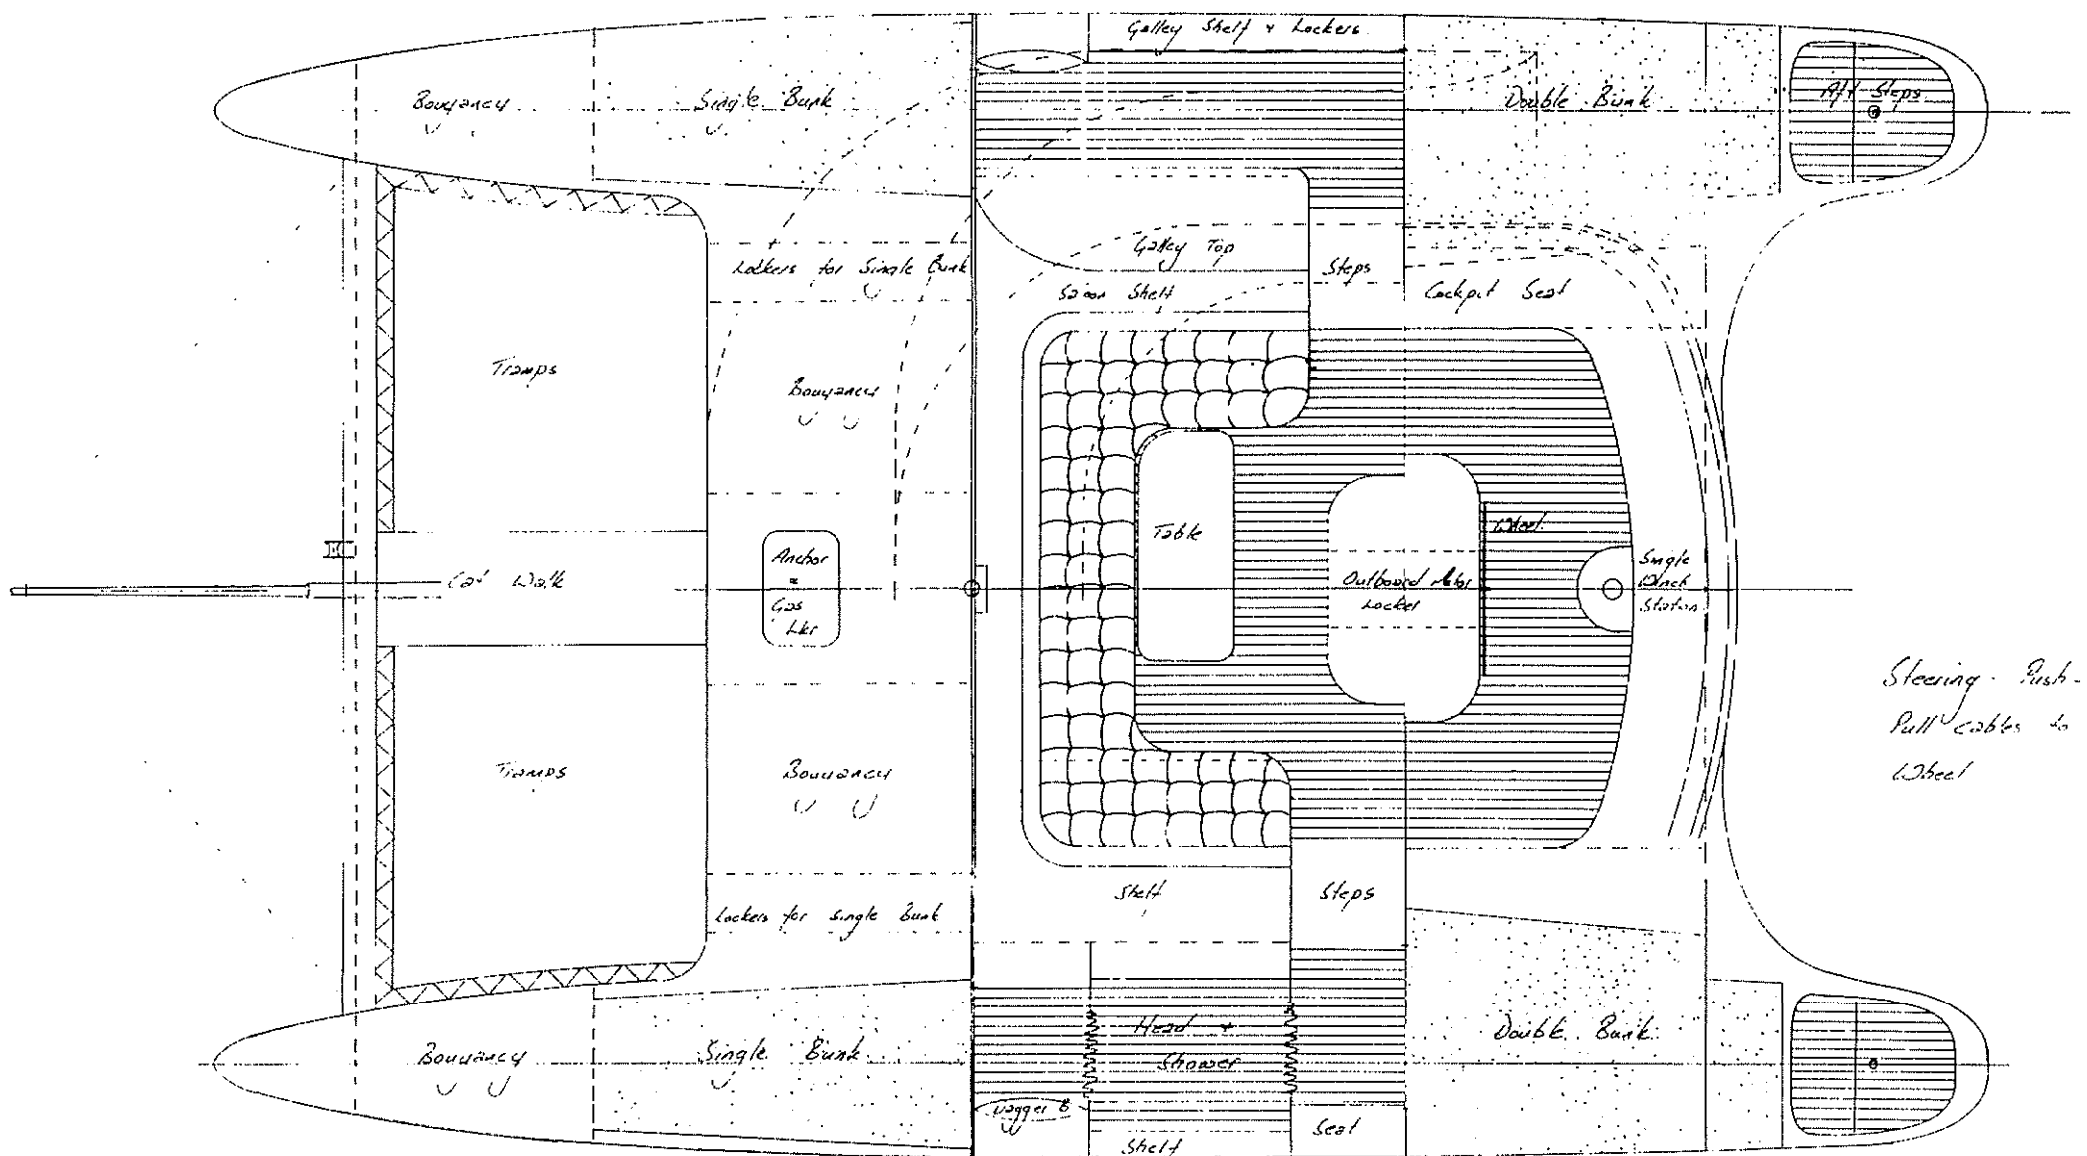 Galley Shelf & Lockers
Bouyancy
Single Bunk
Double Bunk
Aft Steps
Galley Top
Steps
Lockers for Single Bunk
Saloon Shelf
Cockpit Seat
Tramps
Bouyancy
Table
Wheel
Anchor
&
Gas
Lkr
Cat Walk
Outboard Motor
Locker
Single
Winch
Station
Steering - Push-
Pull cables to
Wheel
Tramps
Bouyancy
Shelf
Steps
Lockers for Single Bunk
Bouyancy
Single Bunk
Head +
Shower
Double Bunk
Dagger B
Seat
Shelf